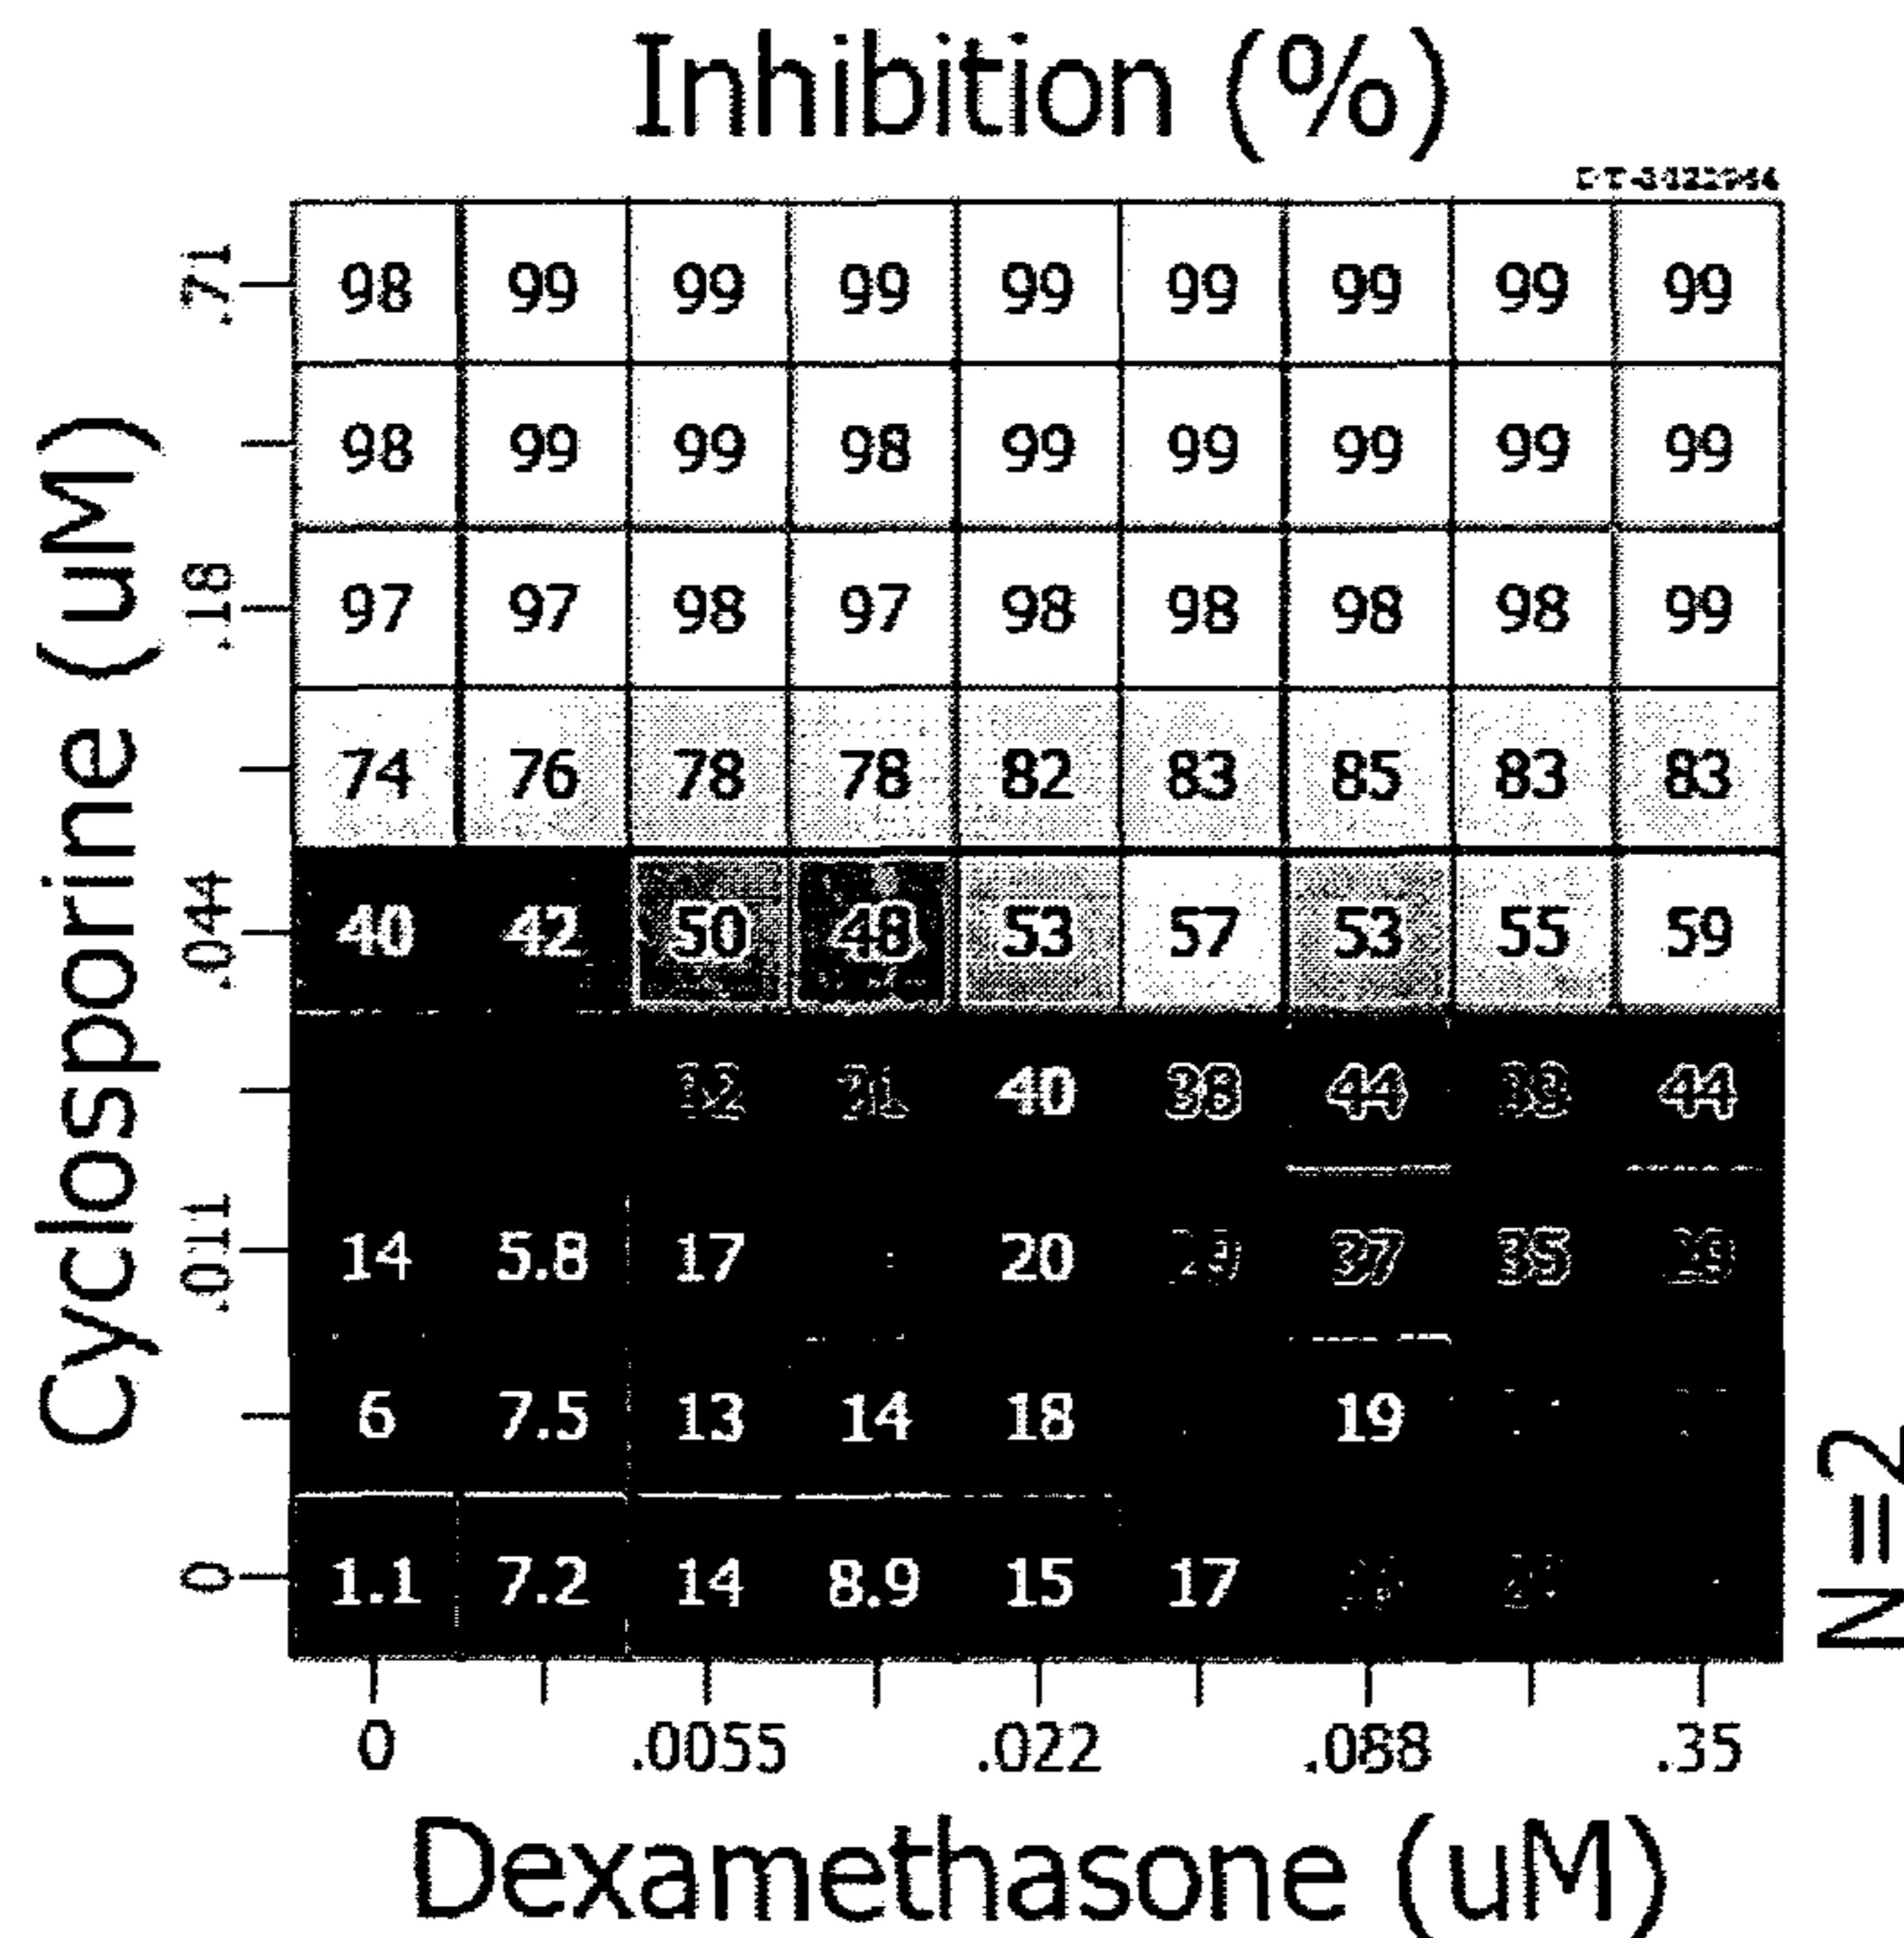 Inhibition (%)
.71 98 99 99 99 99 99 99 99 99
98 99 99 98 99 99 99 99 99
.18 97 97 98 97 98 98 98 98 99
74 76 78 78 82 83 85 83 83
.044 40 42 50 48 53 57 53 55 59
32 31 40 38 44 44
.011 14 5.8 17 20 37 35
6 7.5 13 14 18 19
0 1.1 7.2 14 8.9 15 17
0 .0055 .022 .088 .35
Cyclosporine (uM)
Dexamethasone (uM)
N=2